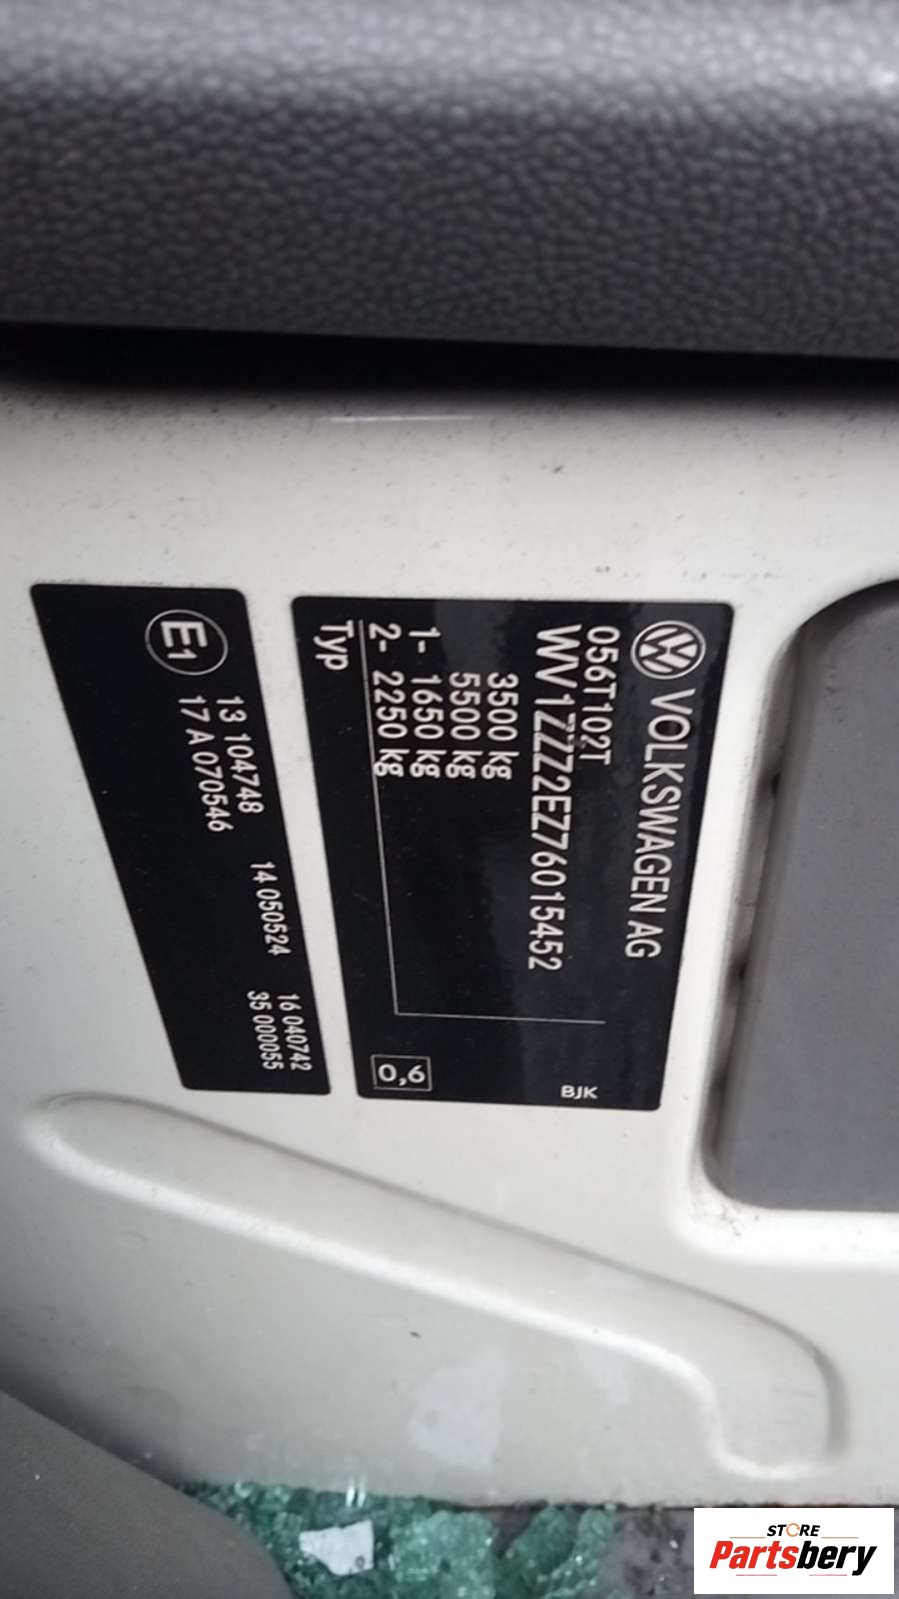 VOLKSWAGEN AG
056T102T
WV1ZZZ2EZ76015452
3500 kg
5500 kg
1- 1650 kg
2- 2250 kg
Typ
BJK
0,6
E1
13 104748
14 050524
16 040742
17 A 070546
35 000055
STORE
Partsbery